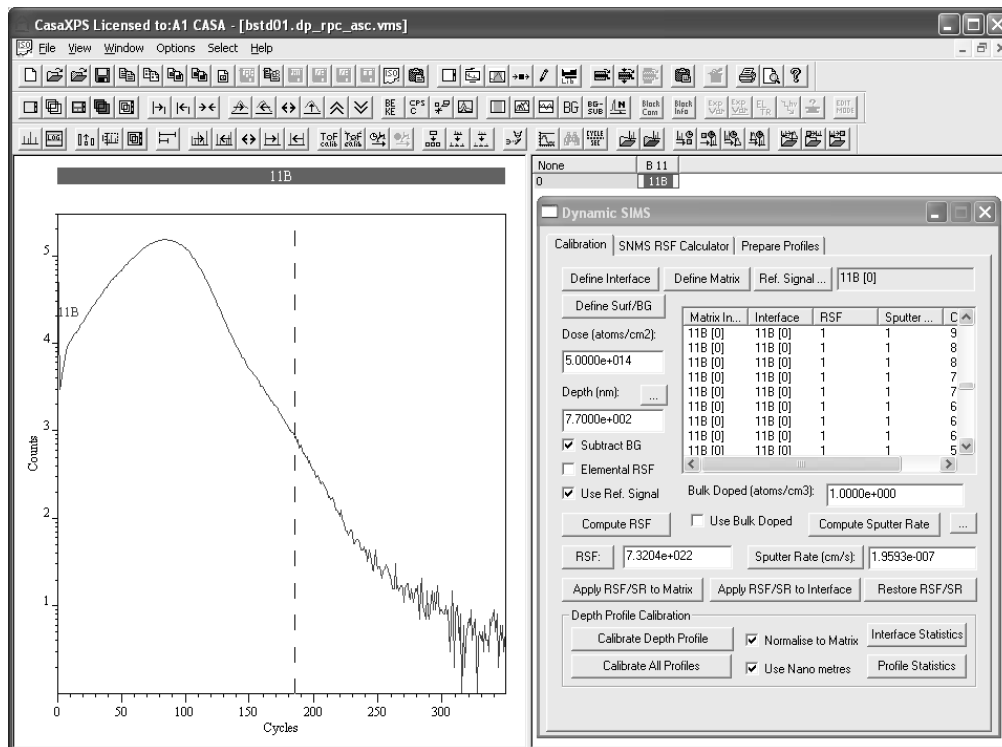 CasaXPS Licensed to:A1 CASA - [bstd01.dp_rpc_asc.vms]
File View Window Options Select Help
None B 11
0 11B
11B
11B
5
4
3
2
1
Counts
0 50 100 150 200 250 300
Cycles
Dynamic SIMS
Calibration SNMS RSF Calculator Prepare Profiles
Define Interface Define Matrix Ref. Signal ... 11B [0]
Define Surf/BG
Matrix In... Interface RSF Sputter ... C
11B [0] 11B [0] 1 1 9
11B [0] 11B [0] 1 1 8
11B [0] 11B [0] 1 1 8
11B [0] 11B [0] 1 1 7
11B [0] 11B [0] 1 1 7
11B [0] 11B [0] 1 1 6
11B [0] 11B [0] 1 1 6
11B [0] 11B [0] 1 1 6
11B [0] 11B [0] 1 1 5
Dose (atoms/cm2):
5.0000e+014
Depth (nm): ...
7.7000e+002
Subtract BG
Elemental RSF
Use Ref. Signal
Bulk Doped (atoms/cm3): 1.0000e+000
Compute RSF Use Bulk Doped Compute Sputter Rate ...
RSF: 7.3204e+022 Sputter Rate (cm/s): 1.9593e-007
Apply RSF/SR to Matrix Apply RSF/SR to Interface Restore RSF/SR
Depth Profile Calibration
Calibrate Depth Profile Normalise to Matrix Interface Statistics
Calibrate All Profiles Use Nano metres Profile Statistics